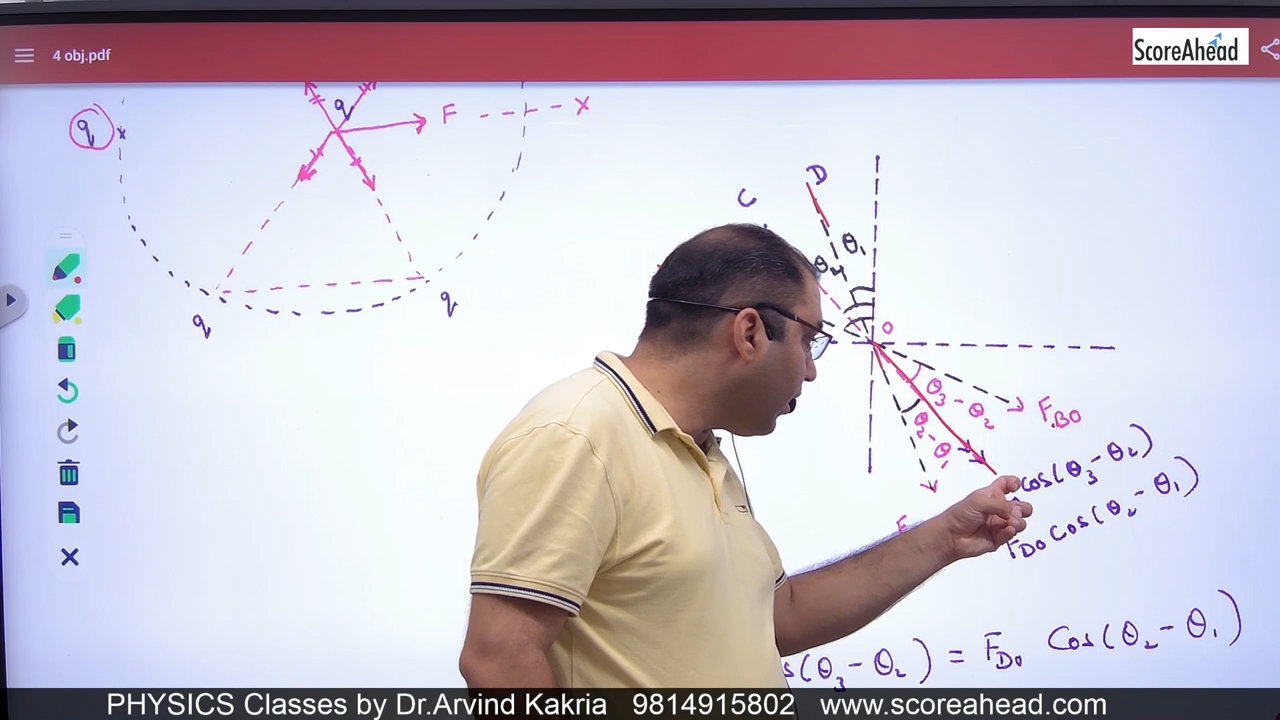 4 obj.pdf
ScoreAhead
q
q
F
X
q
q
C
D
θ₁
θ
O
θ₃ - θ₂
F_BO
θ₂ - θ₁
F
cos(θ₃ - θ₂)
F_DO Cos(θ₂ - θ₁)
s(θ₃ - θ₂) = F_DO Cos(θ₂ - θ₁)
PHYSICS Classes by Dr.Arvind Kakria 9814915802 www.scoreahead.com